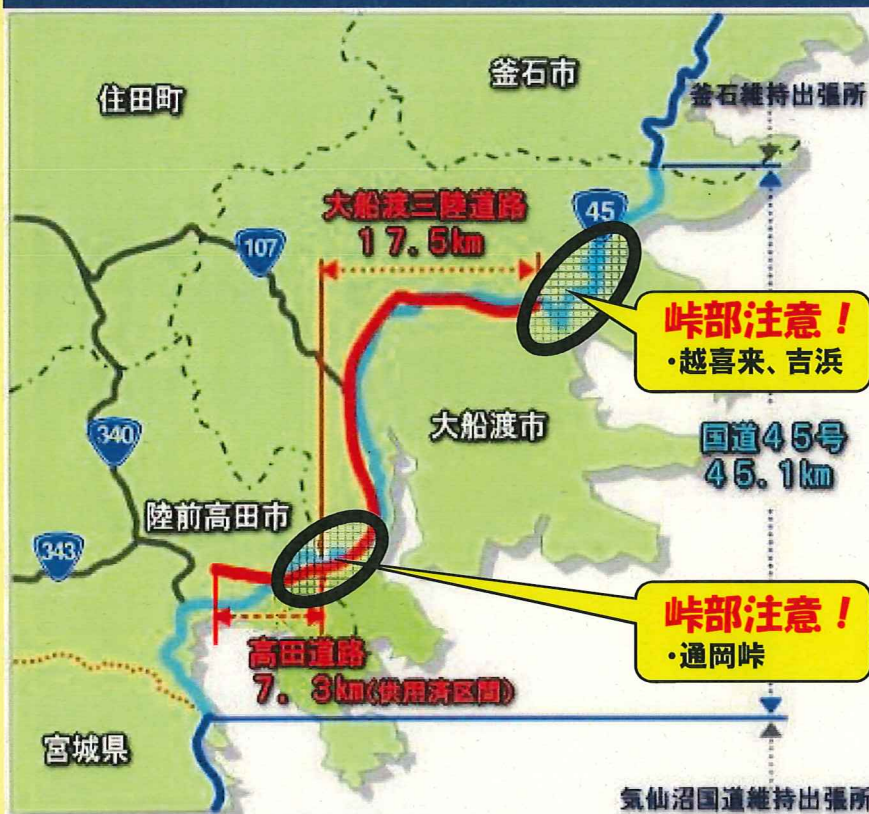 釜石市
住田町
釜石維持出張所
大船渡三陸道路
17.5km
45
107
峠部注意！
・越喜来、吉浜
大船渡市
国道45号
45.1km
340
陸前高田市
343
峠部注意！
・通岡峠
高田道路
7.3km(供用済区間)
宮城県
気仙沼国道維持出張所